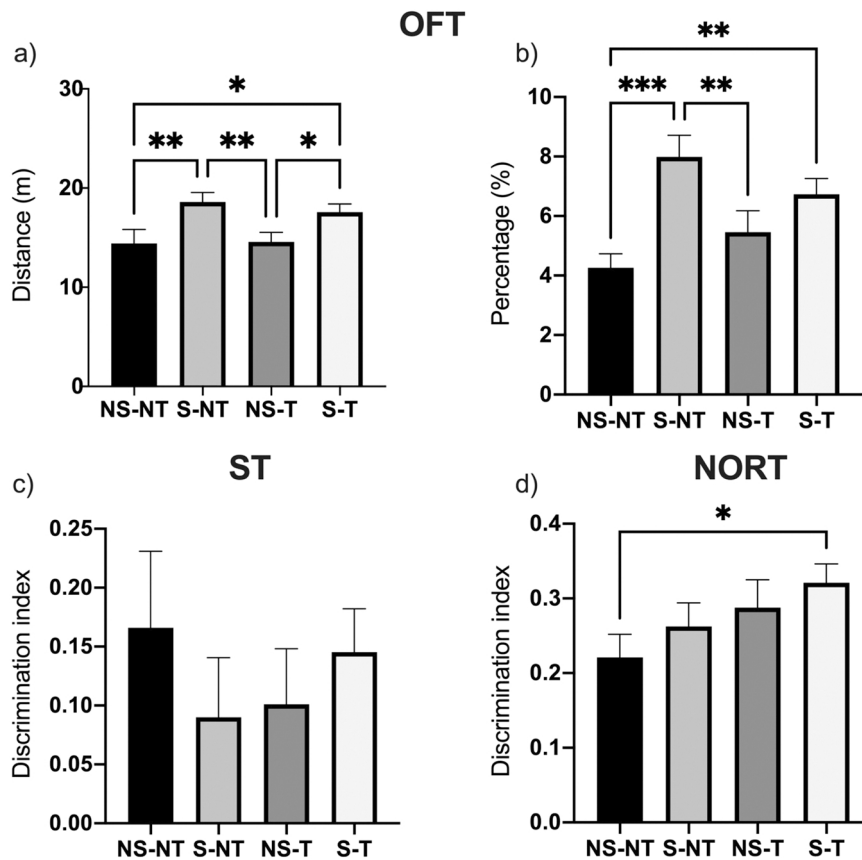 OFT
a)
Distance (m)
30
20
10
0
*
** ** *
NS-NT S-NT NS-T S-T
b)
Percentage (%)
10
8
6
4
2
0
**
*** **
NS-NT S-NT NS-T S-T
ST
c)
Discrimination index
0.25
0.20
0.15
0.10
0.05
0.00
NS-NT S-NT NS-T S-T
NORT
d)
Discrimination index
0.4
0.3
0.2
0.1
0.0
*
NS-NT S-NT NS-T S-T